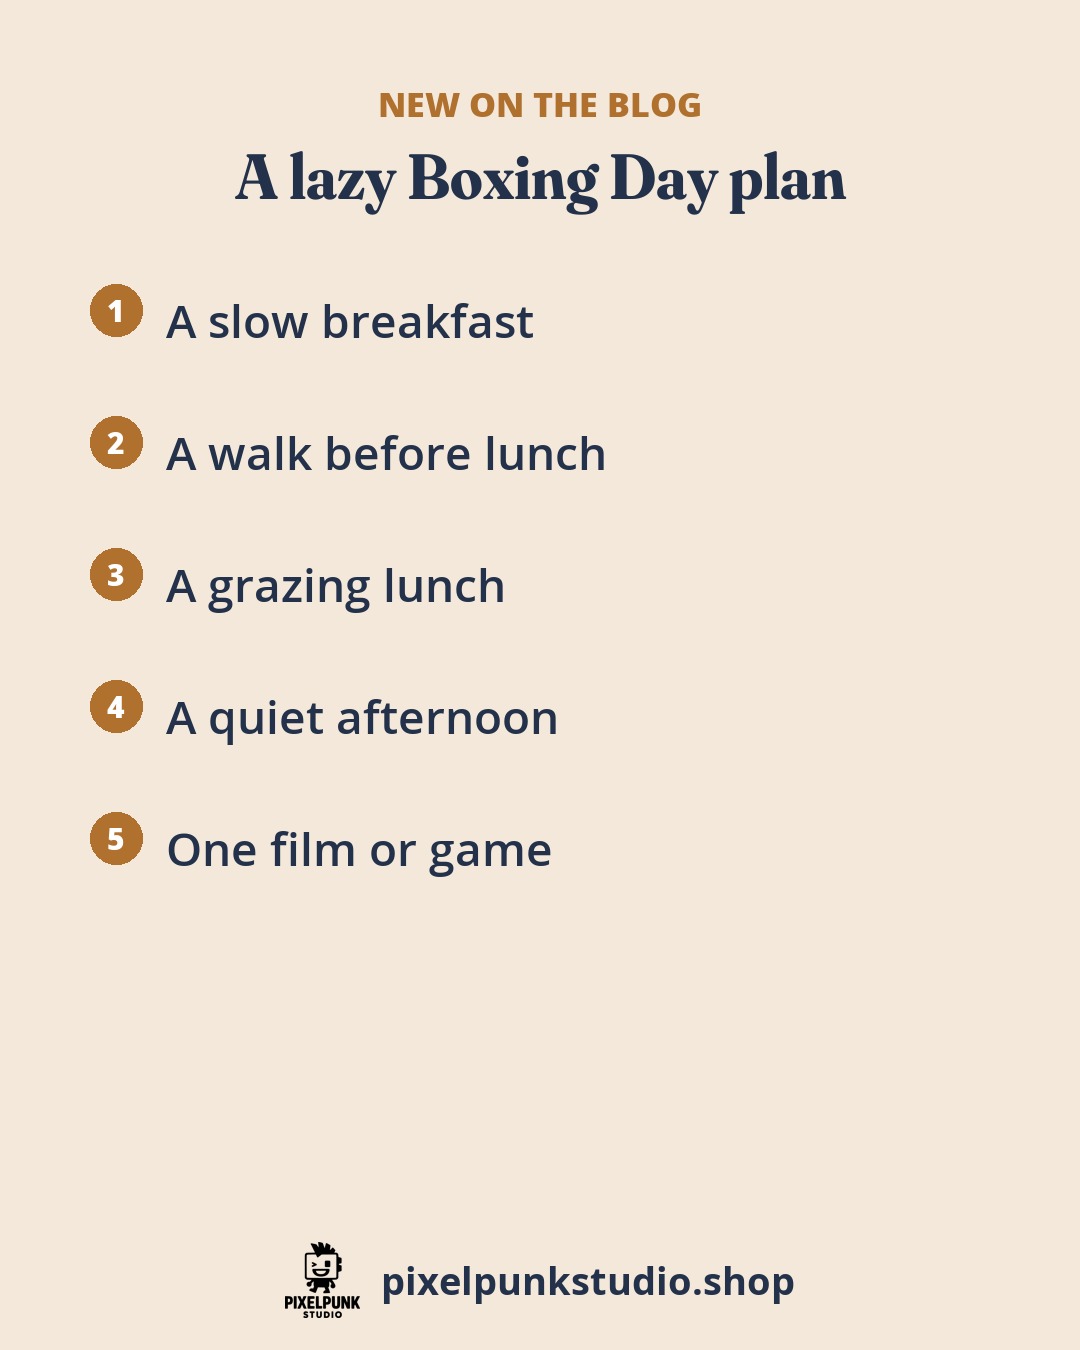 NEW ON THE BLOG
A lazy Boxing Day plan
1 A slow breakfast
2 A walk before lunch
3 A grazing lunch
4 A quiet afternoon
5 One film or game
PIXELPUNK
STUDIO
pixelpunkstudio.shop